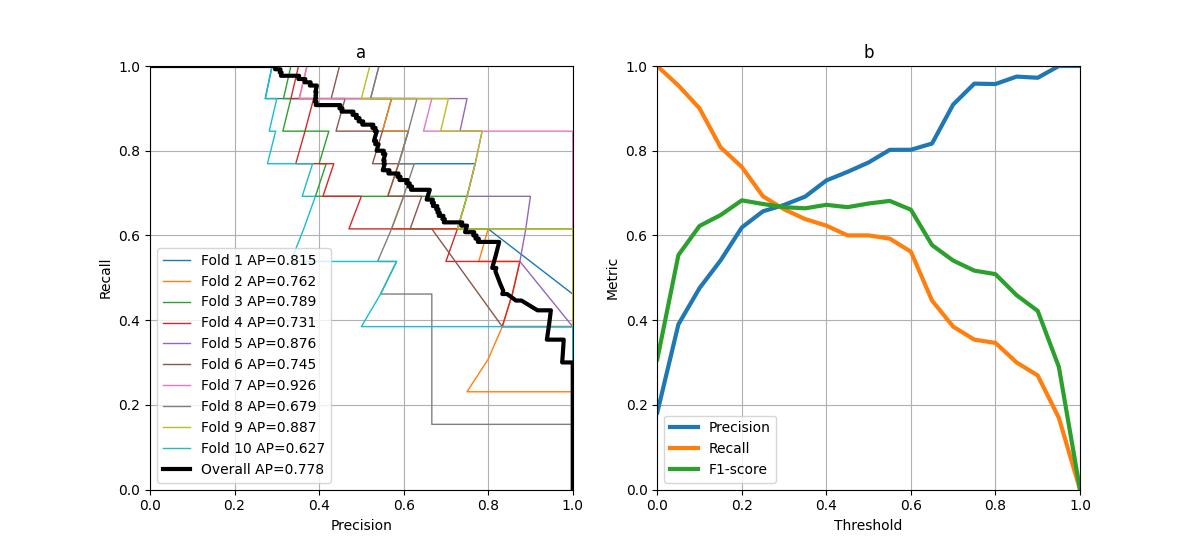 a
1.0
0.8
0.6
0.4
0.2
0.0
Recall
Fold 1 AP=0.815
Fold 2 AP=0.762
Fold 3 AP=0.789
Fold 4 AP=0.731
Fold 5 AP=0.876
Fold 6 AP=0.745
Fold 7 AP=0.926
Fold 8 AP=0.679
Fold 9 AP=0.887
Fold 10 AP=0.627
Overall AP=0.778
0.0 0.2 0.4 0.6 0.8 1.0
Precision
b
1.0
0.8
0.6
0.4
0.2
0.0
Metric
Precision
Recall
F1-score
0.0 0.2 0.4 0.6 0.8 1.0
Threshold